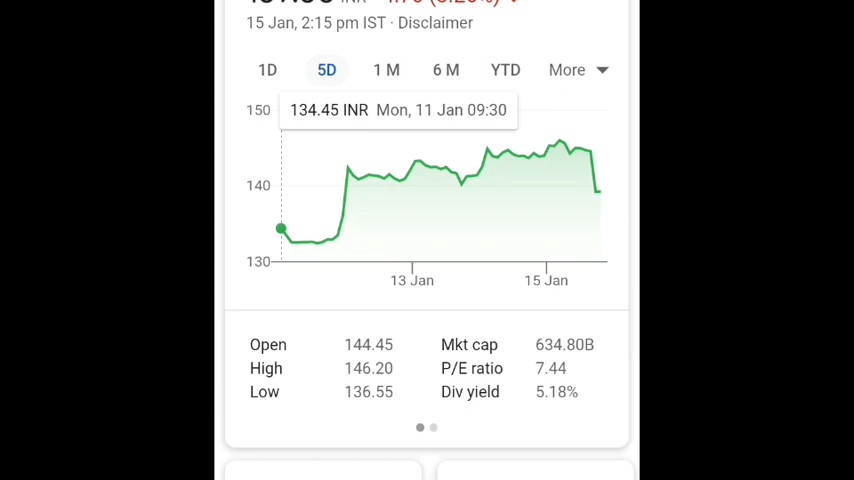 INR
15 Jan, 2:15 pm IST · Disclaimer
1D 5D 1 M 6 M YTD More
150
134.45 INR Mon, 11 Jan 09:30
140
130
13 Jan 15 Jan
Open 144.45 Mkt cap 634.80B
High 146.20 P/E ratio 7.44
Low 136.55 Div yield 5.18%